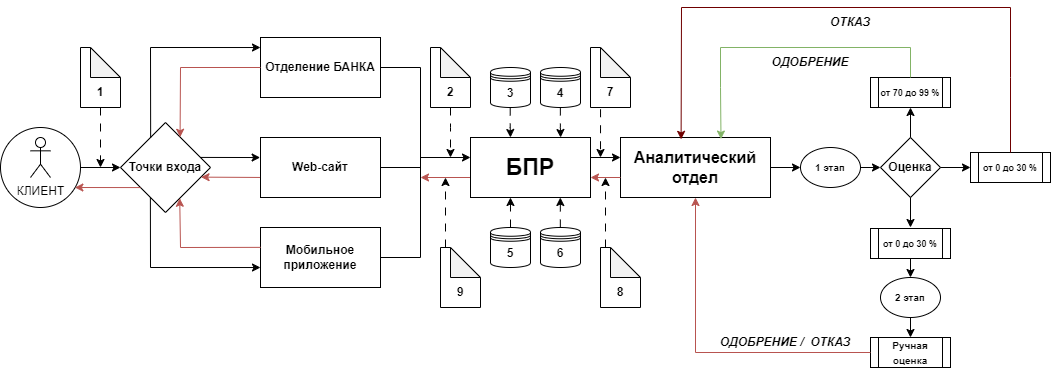 ОТКАЗ
ОДОБРЕНИЕ
1
Отделение БАНКА
2
3
4
7
от 70 до 99 %
КЛИЕНТ
Точки входа
Web-сайт
БПР
Аналитический
отдел
1 этап
Оценка
от 0 до 30 %
Мобильное
приложение
5
6
от 0 до 30 %
9
8
2 этап
ОДОБРЕНИЕ / ОТКАЗ
Ручная
оценка